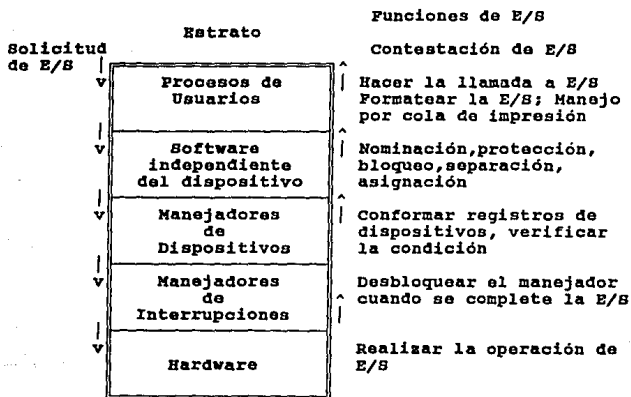 Estrato
Funciones de E/S
Solicitud
de E/S
Contestación de E/S
Procesos de
Usuarios
Hacer la llamada a E/S
Formatear la E/S; Manejo
por cola de impresión
Software
independiente
del dispositivo
Nominación,protección,
bloqueo,separación,
asignación
Manejadores
de
Dispositivos
Conformar registros de
dispositivos, verificar
la condición
Manejadores
de
Interrupciones
Desbloquear el manejador
cuando se complete la E/S
Hardware
Realizar la operación de
E/S